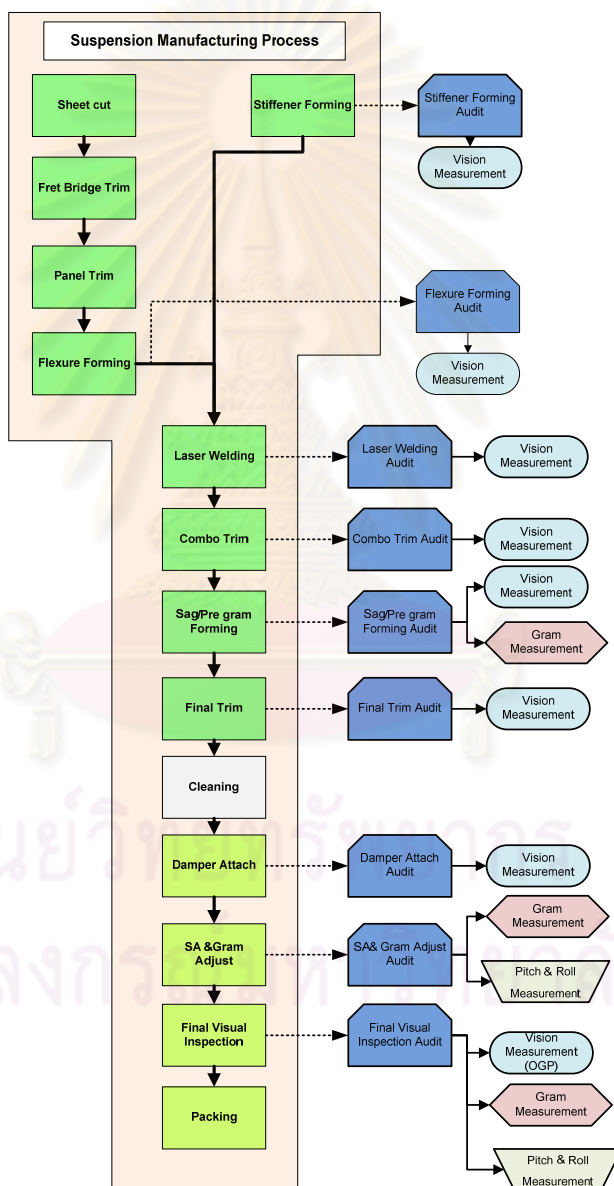 Suspension Manufacturing Process
Sheet cut
Stiffener Forming
Stiffener Forming
Audit
Vision
Measurement
Fret Bridge Trim
Panel Trim
Flexure Forming
Audit
Flexure Forming
Vision
Measurement
Laser Welding
Laser Welding
Audit
Vision
Measurement
Combo Trim
Combo Trim Audit
Vision
Measurement
Sag/Pre gram
Forming
Sag/Pre gram
Forming Audit
Vision
Measurement
Gram
Measurement
Final Trim
Final Trim Audit
Vision
Measurement
Cleaning
Damper Attach
Damper Attach
Audit
Vision
Measurement
SA &Gram
Adjust
SA& Gram Adjust
Audit
Gram
Measurement
Pitch & Roll
Measurement
Final Visual
Inspection
Final Visual
Inspection Audit
Vision
Measurement
(OGP)
Gram
Measurement
Packing
Pitch & Roll
Measurement